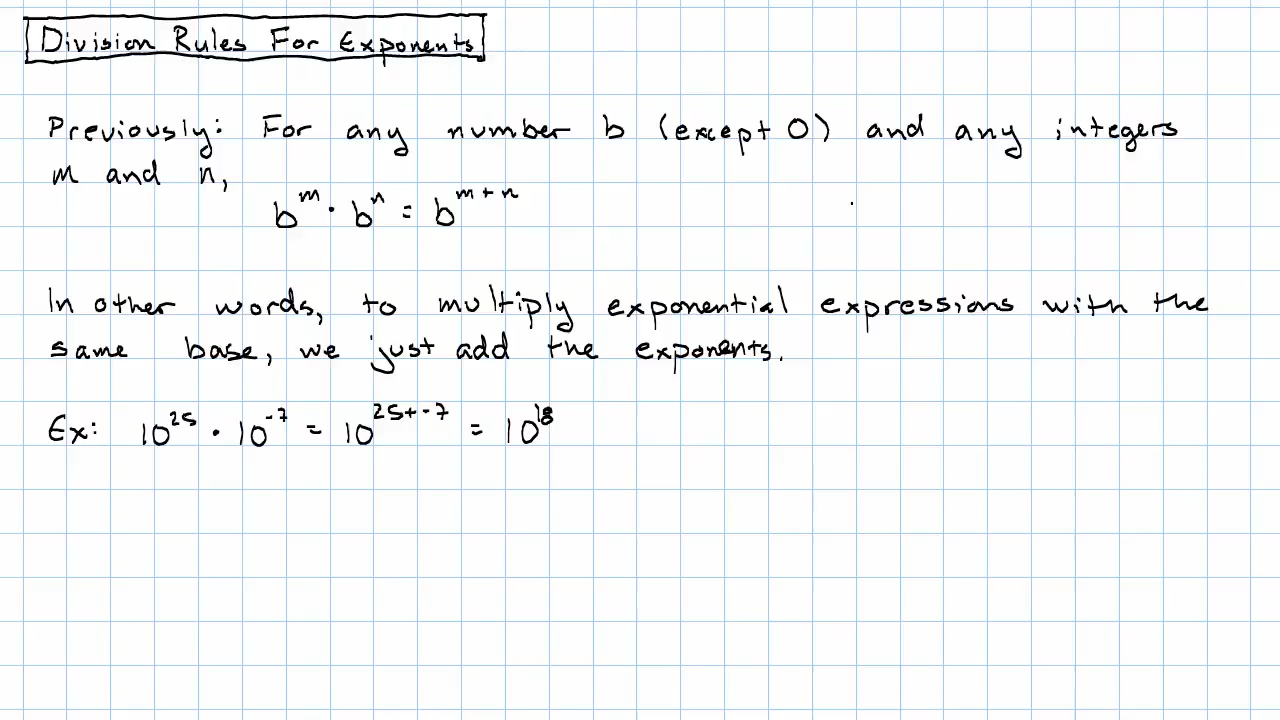 Division Rules For Exponents
Previously: For any number b (except 0) and any integers
m and n,
b^m · b^n = b^(m+n)
In other words, to multiply exponential expressions with the
same base, we just add the exponents.
Ex: 10^25 · 10^-7 = 10^(25+-7) = 10^18